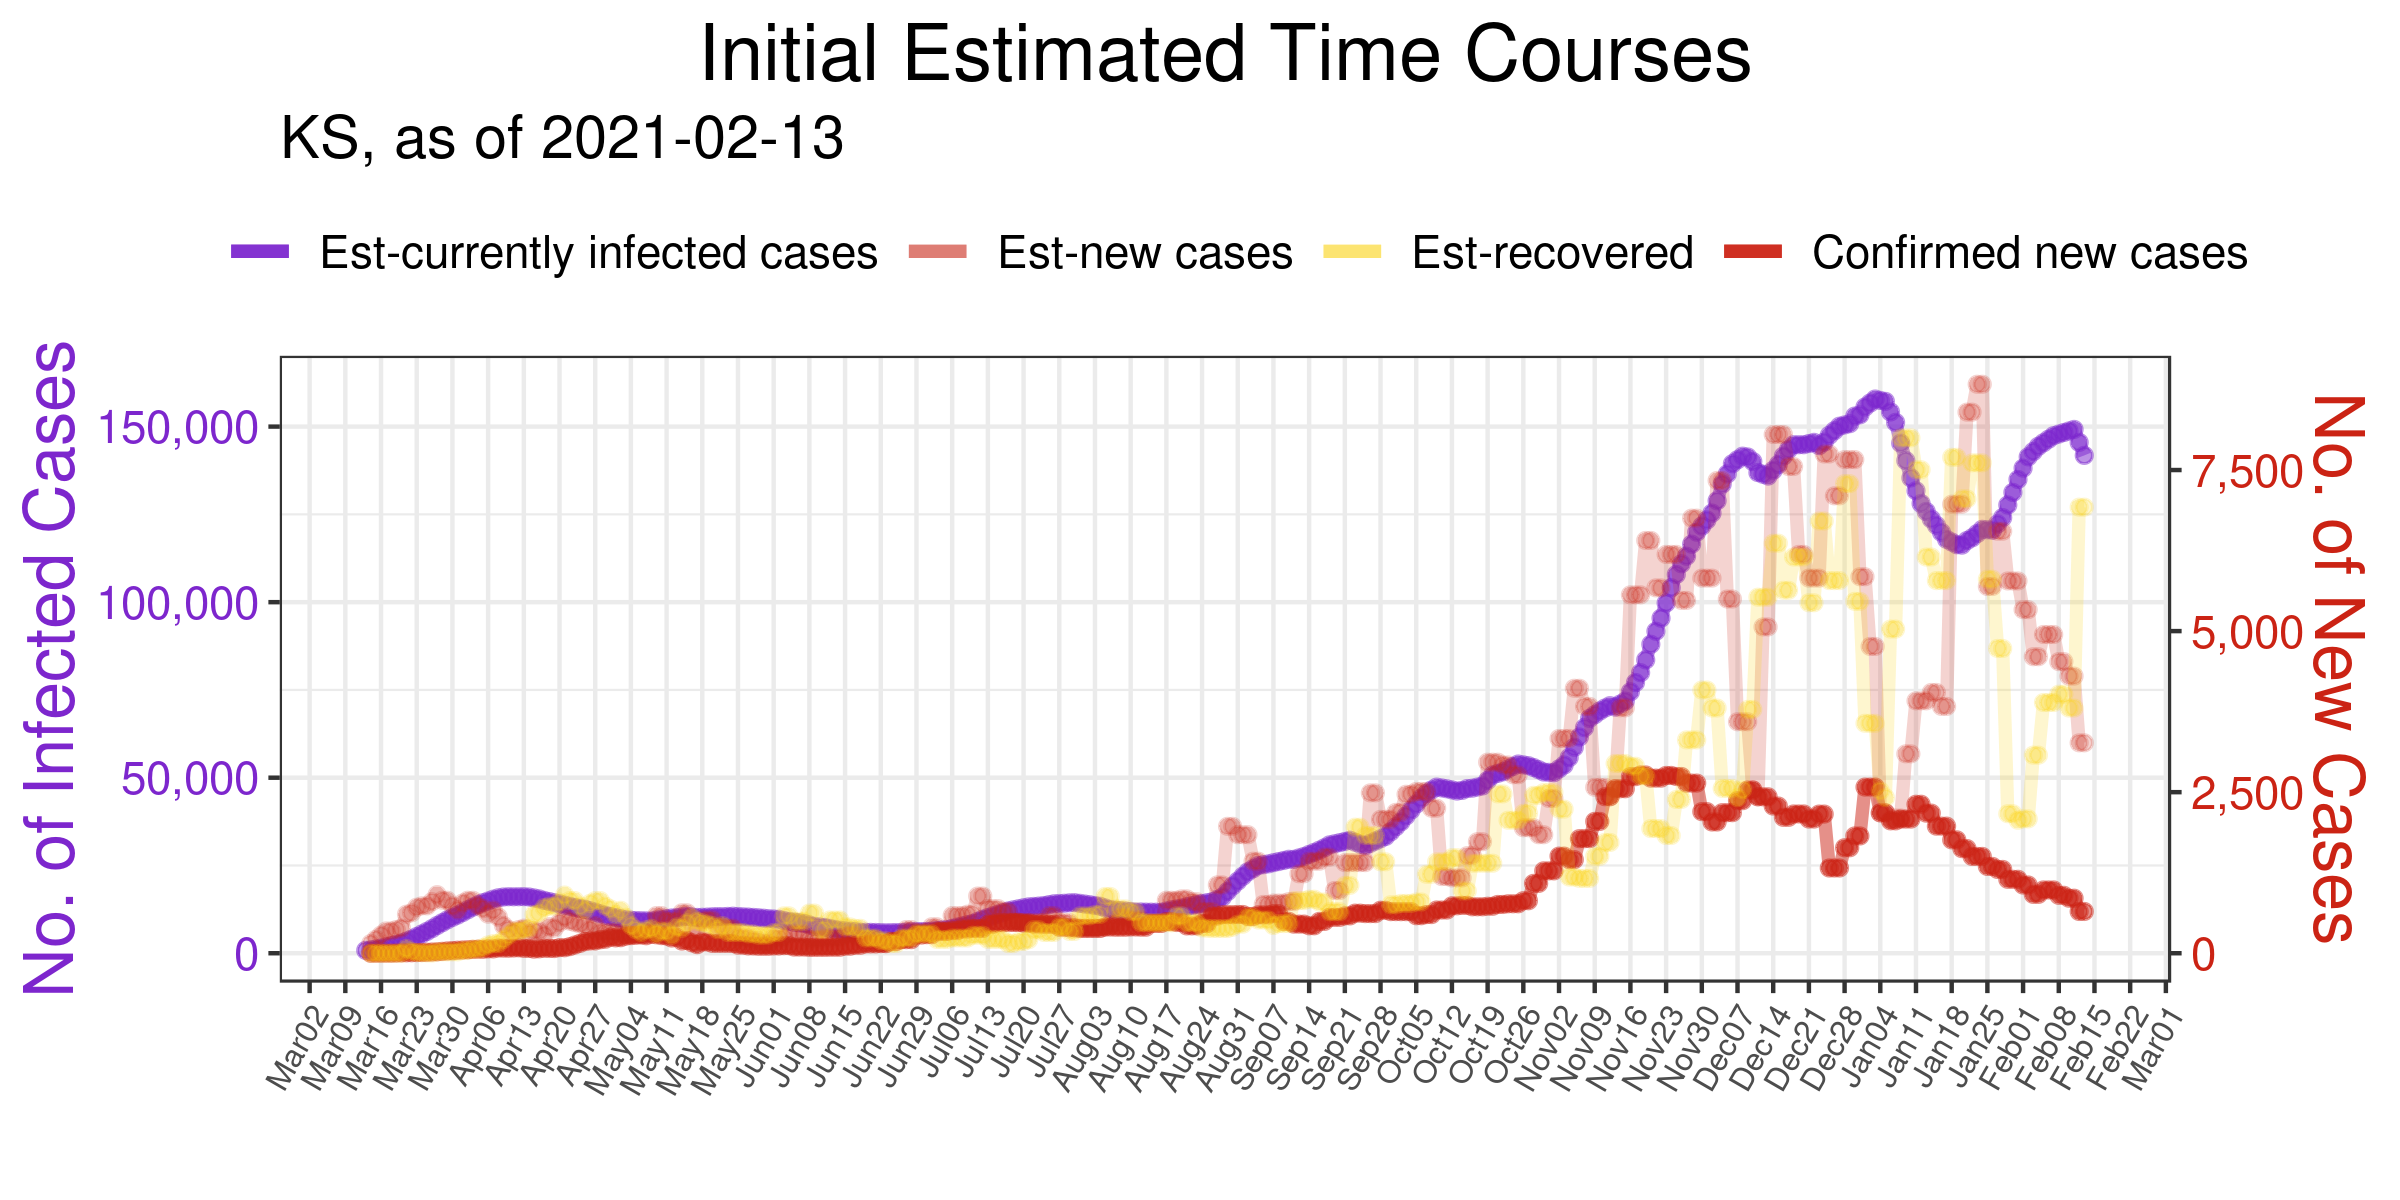 Initial Estimated Time Courses
KS, as of 2021-02-13
Est-currently infected cases
Est-new cases
Est-recovered
Confirmed new cases
No. of Infected Cases
150,000
100,000
50,000
0
7,500
5,000
2,500
0
No. of New Cases
Mar02
Mar09
Mar16
Mar23
Mar30
Apr06
Apr13
Apr20
Apr27
May04
May11
May18
May25
Jun01
Jun08
Jun15
Jun22
Jun29
Jul06
Jul13
Jul20
Jul27
Aug03
Aug10
Aug17
Aug24
Aug31
Sep07
Sep14
Sep21
Sep28
Oct05
Oct12
Oct19
Oct26
Nov02
Nov09
Nov16
Nov23
Nov30
Dec07
Dec14
Dec21
Dec28
Jan04
Jan11
Jan18
Jan25
Feb01
Feb08
Feb15
Feb22
Mar01